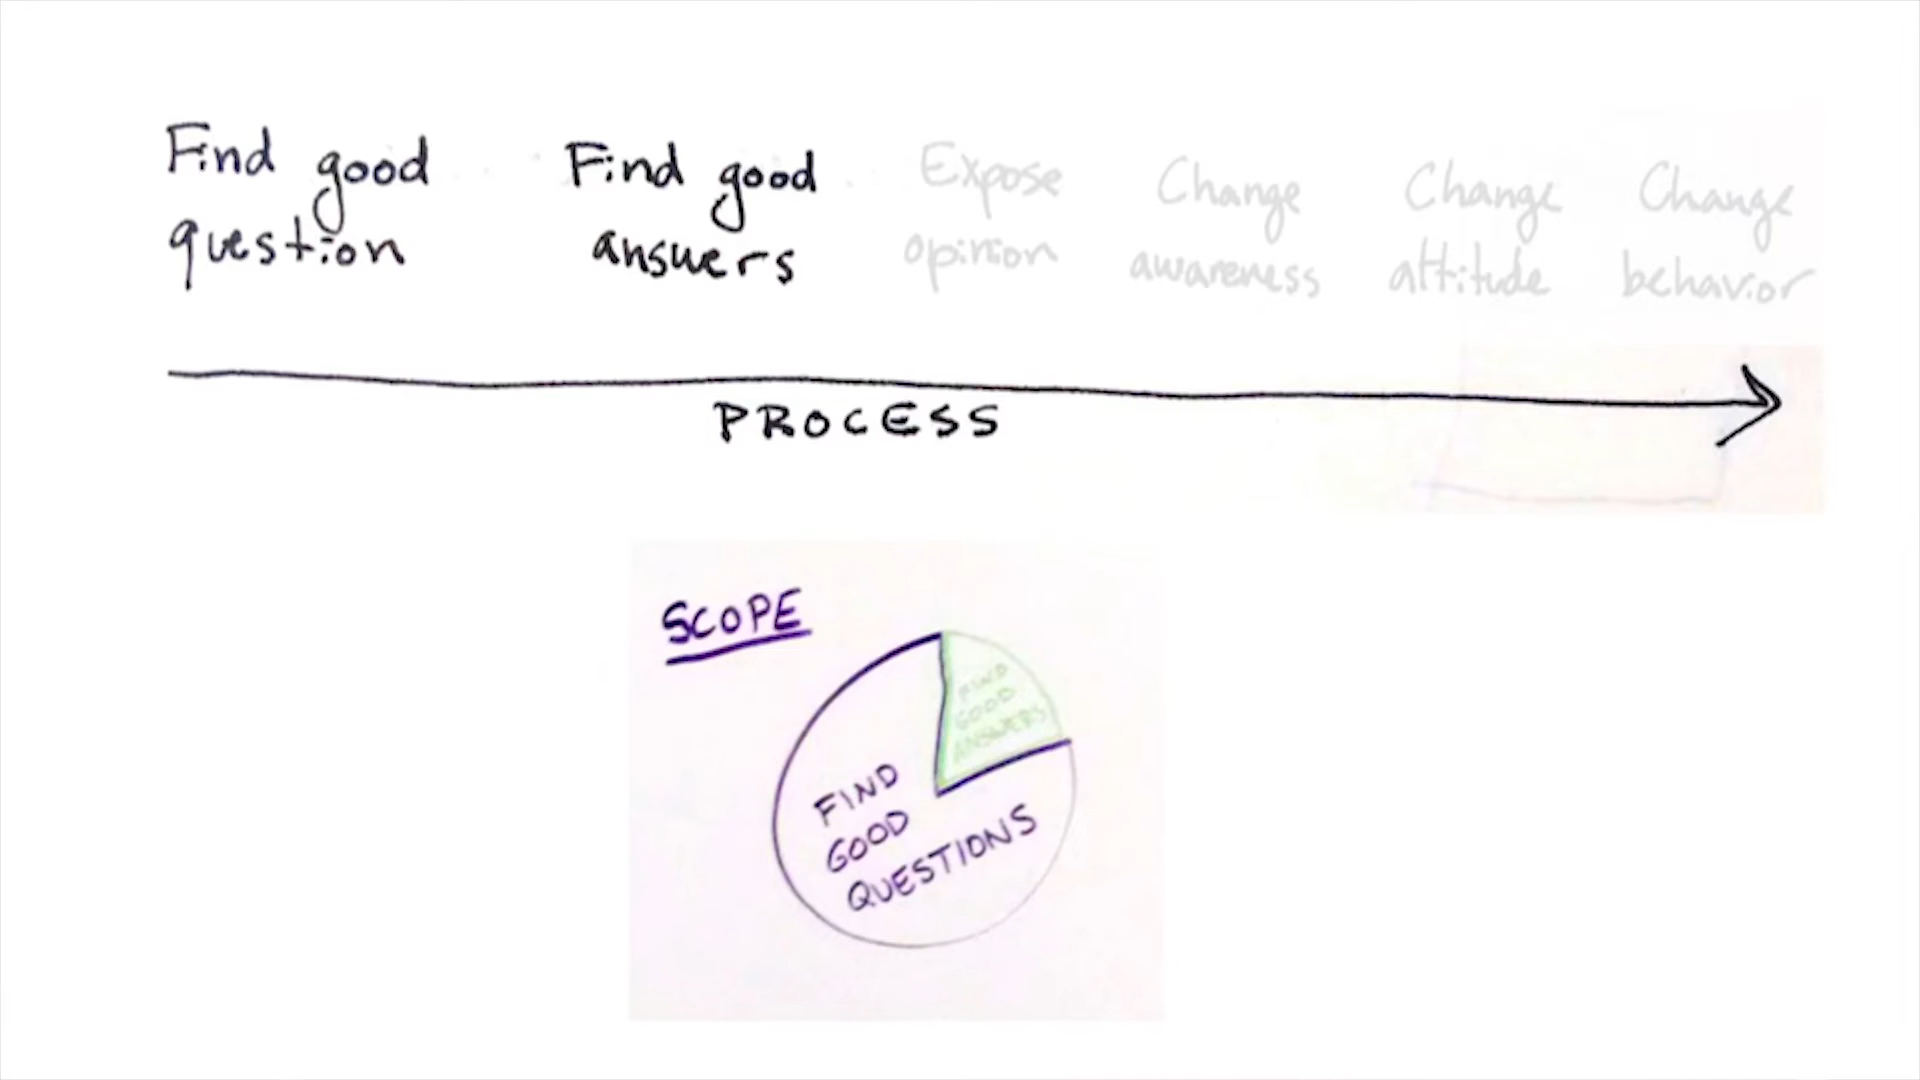 Find good
question
Find good
answers
Expose
opinion
Change
awareness
Change
attitude
Change
behavior
PROCESS
SCOPE
FIND
GOOD
ANSWERS
FIND
GOOD
QUESTIONS